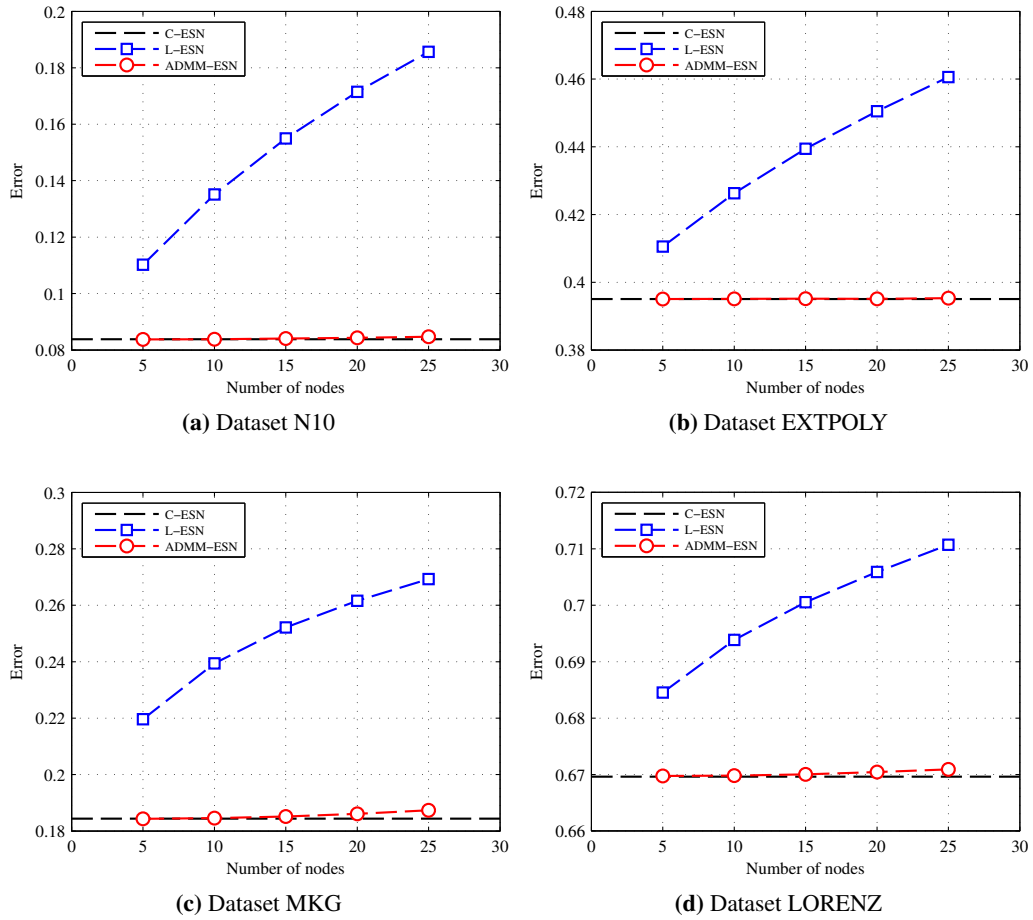 0.2
0.18
0.16
0.14
0.12
0.1
0.08
Error
C−ESN
L−ESN
ADMM−ESN
0 5 10 15 20 25 30
Number of nodes
(a) Dataset N10
0.48
0.46
0.44
0.42
0.4
0.38
Error
C−ESN
L−ESN
ADMM−ESN
0 5 10 15 20 25 30
Number of nodes
(b) Dataset EXTPOLY
0.3
0.28
0.26
0.24
0.22
0.2
0.18
Error
C−ESN
L−ESN
ADMM−ESN
0 5 10 15 20 25 30
Number of nodes
(c) Dataset MKG
0.72
0.71
0.7
0.69
0.68
0.67
0.66
Error
C−ESN
L−ESN
ADMM−ESN
0 5 10 15 20 25 30
Number of nodes
(d) Dataset LORENZ